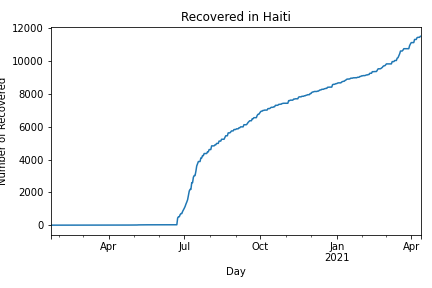 Recovered in Haiti
Number of Recovered
12000
10000
8000
6000
4000
2000
0
Apr
Jul
Oct
Jan
2021
Apr
Day